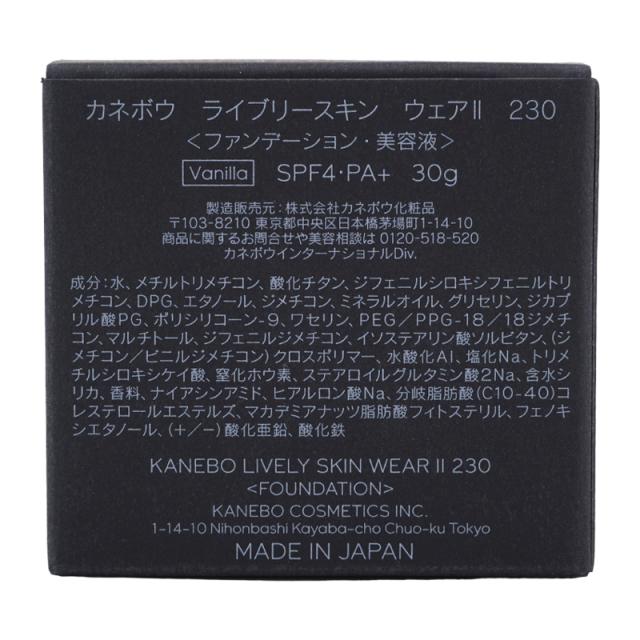 カネボウ ライブリースキン ウェアⅡ 230
＜ファンデーション・美容液＞
Vanilla SPF4・PA+ 30g
製造販売元：株式会社カネボウ化粧品
〒103-8210 東京都中央区日本橋茅場町1-14-10
商品に関するお問合せや美容相談は 0120-518-520
カネボウインターナショナルDiv.
成分：水、メチルトリメチコン、酸化チタン、ジフェニルシロキシフェニルトリ
メチコン、DPG、エタノール、ジメチコン、ミネラルオイル、グリセリン、ジカプ
リル酸PG、ポリシリコーン-9、ワセリン、PEG／PPG-18／18ジメチ
コン、マルチトール、ジフェニルジメチコン、イソステアリン酸ソルビタン、(ジ
メチコン／ビニルジメチコン)クロスポリマー、水酸化Al、塩化Na、トリメ
チルシロキシケイ酸、窒化ホウ素、ステアロイルグルタミン酸2Na、含水シ
リカ、香料、ナイアシンアミド、ヒアルロン酸Na、分岐脂肪酸(C10-40)コ
レステロールエステルズ、マカデミアナッツ脂肪酸フィトステリル、フェノキ
シエタノール、(+/-)酸化亜鉛、酸化鉄
KANEBO LIVELY SKIN WEAR II 230
<FOUNDATION>
KANEBO COSMETICS INC.
1-14-10 Nihonbashi Kayaba-cho Chuo-ku Tokyo
MADE IN JAPAN